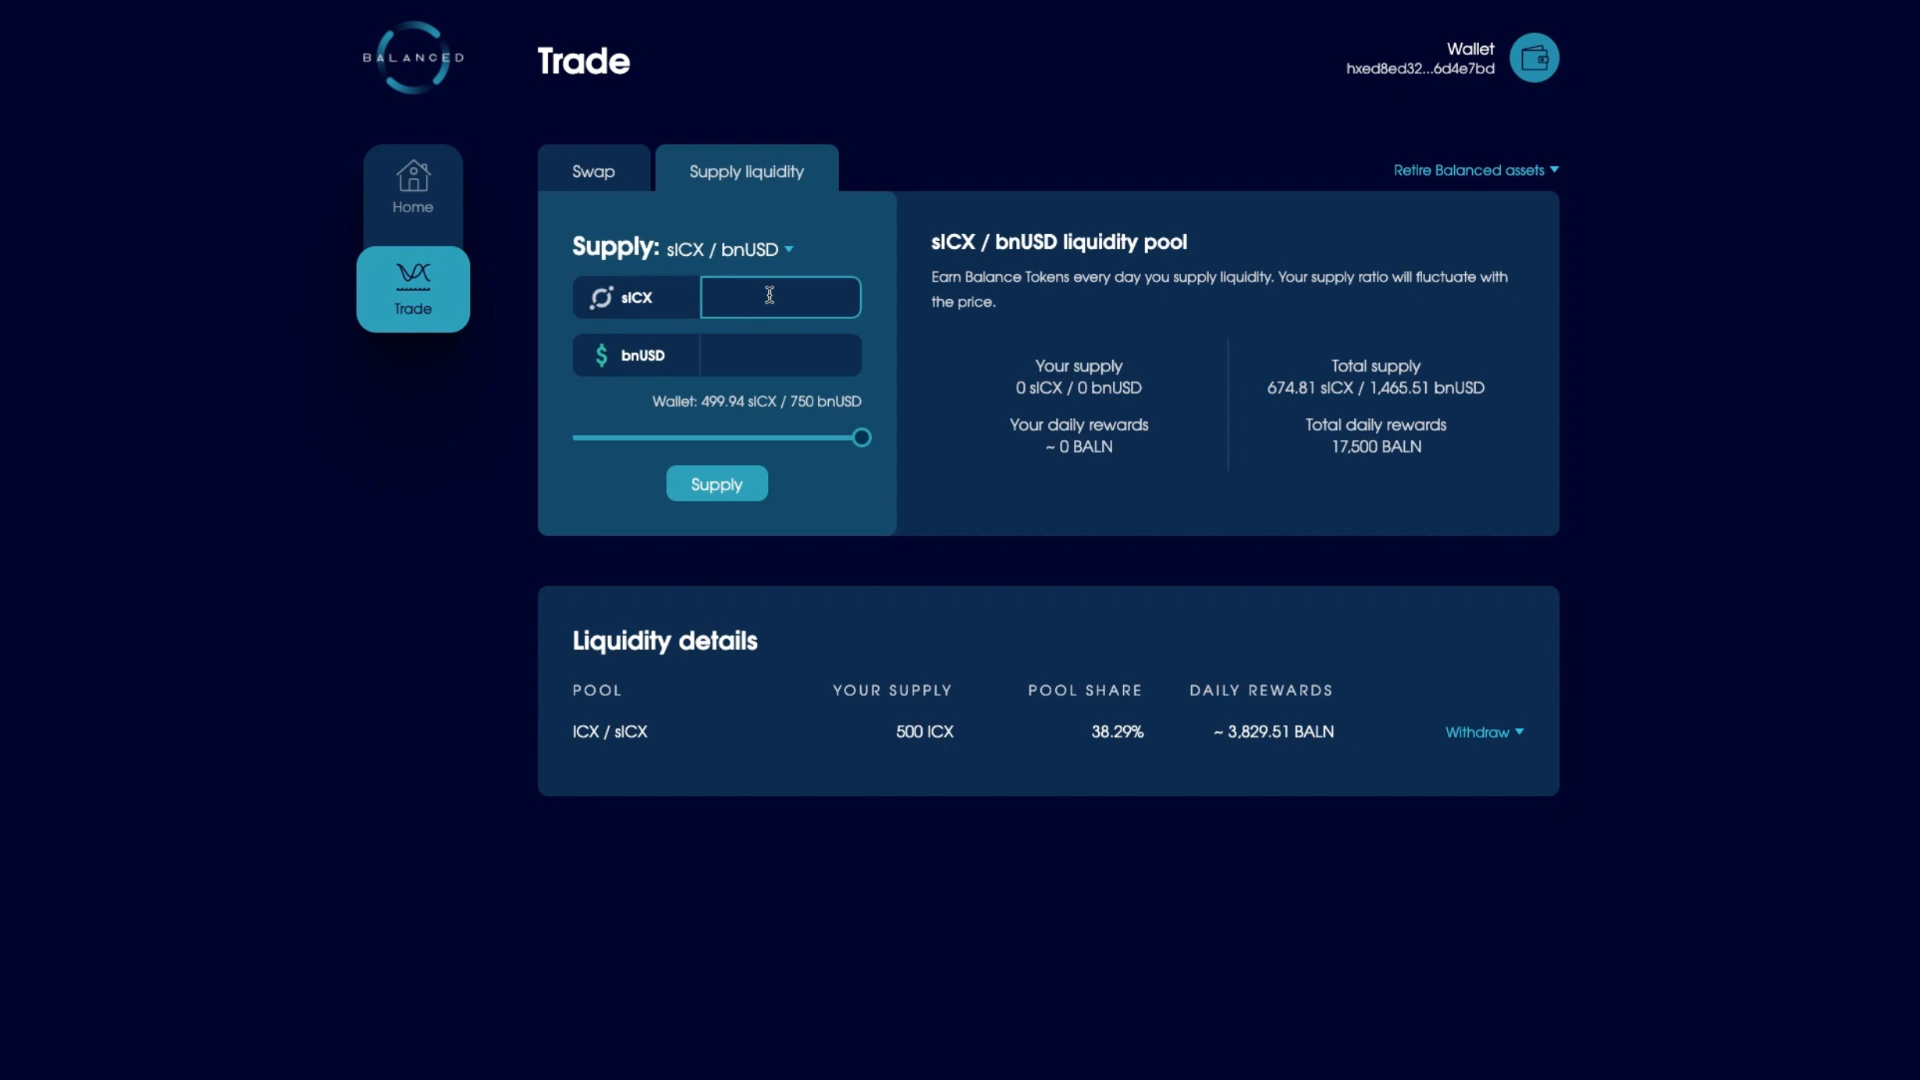 BALANCED
Trade
Wallet
hxed8ed32...6d4e7bd
Home
Trade
Swap
Supply liquidity
Retire Balanced assets
Supply: sICX / bnUSD
sICX
bnUSD
Wallet: 499.94 sICX / 750 bnUSD
Supply
sICX / bnUSD liquidity pool
Earn Balance Tokens every day you supply liquidity. Your supply ratio will fluctuate with
the price.
Your supply
0 sICX / 0 bnUSD
Your daily rewards
~ 0 BALN
Total supply
674.81 sICX / 1,465.51 bnUSD
Total daily rewards
17,500 BALN
Liquidity details
POOL YOUR SUPPLY POOL SHARE DAILY REWARDS
ICX / sICX 500 ICX 38.29% ~ 3,829.51 BALN Withdraw